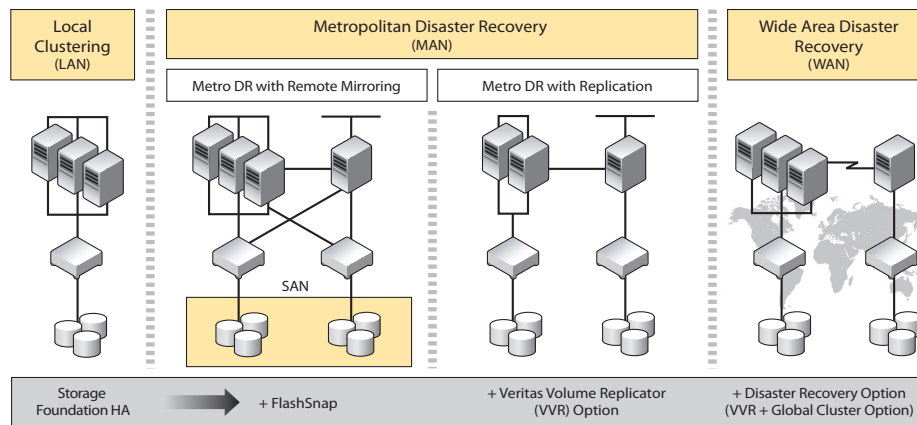 Local
Clustering
(LAN)
Metropolitan Disaster Recovery
(MAN)
Wide Area Disaster
Recovery
(WAN)
Metro DR with Remote Mirroring
Metro DR with Replication
SAN
Storage
Foundation HA
+ FlashSnap
+ Veritas Volume Replicator
(VVR) Option
+ Disaster Recovery Option
(VVR + Global Cluster Option)